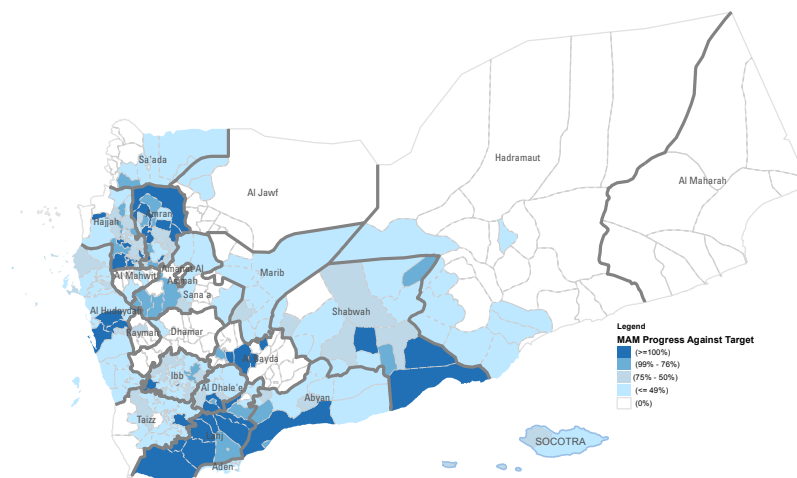 Sa'ada
Hadramaut
Al Maharah
Al Jawf
Amran
Hajjah
Amanat Al
Asimah
Al Mahwit
Marib
Sana'a
Al Hudaydah
Shabwah
Raymah
Dhamar
Al Bayda
Ibb
Al Dhale'e
Abyan
Taizz
Lahj
Aden
SOCOTRA
Legend
MAM Progress Against Target
(>=100%)
(99% - 76%)
(75% - 50%)
(<= 49%)
(0%)